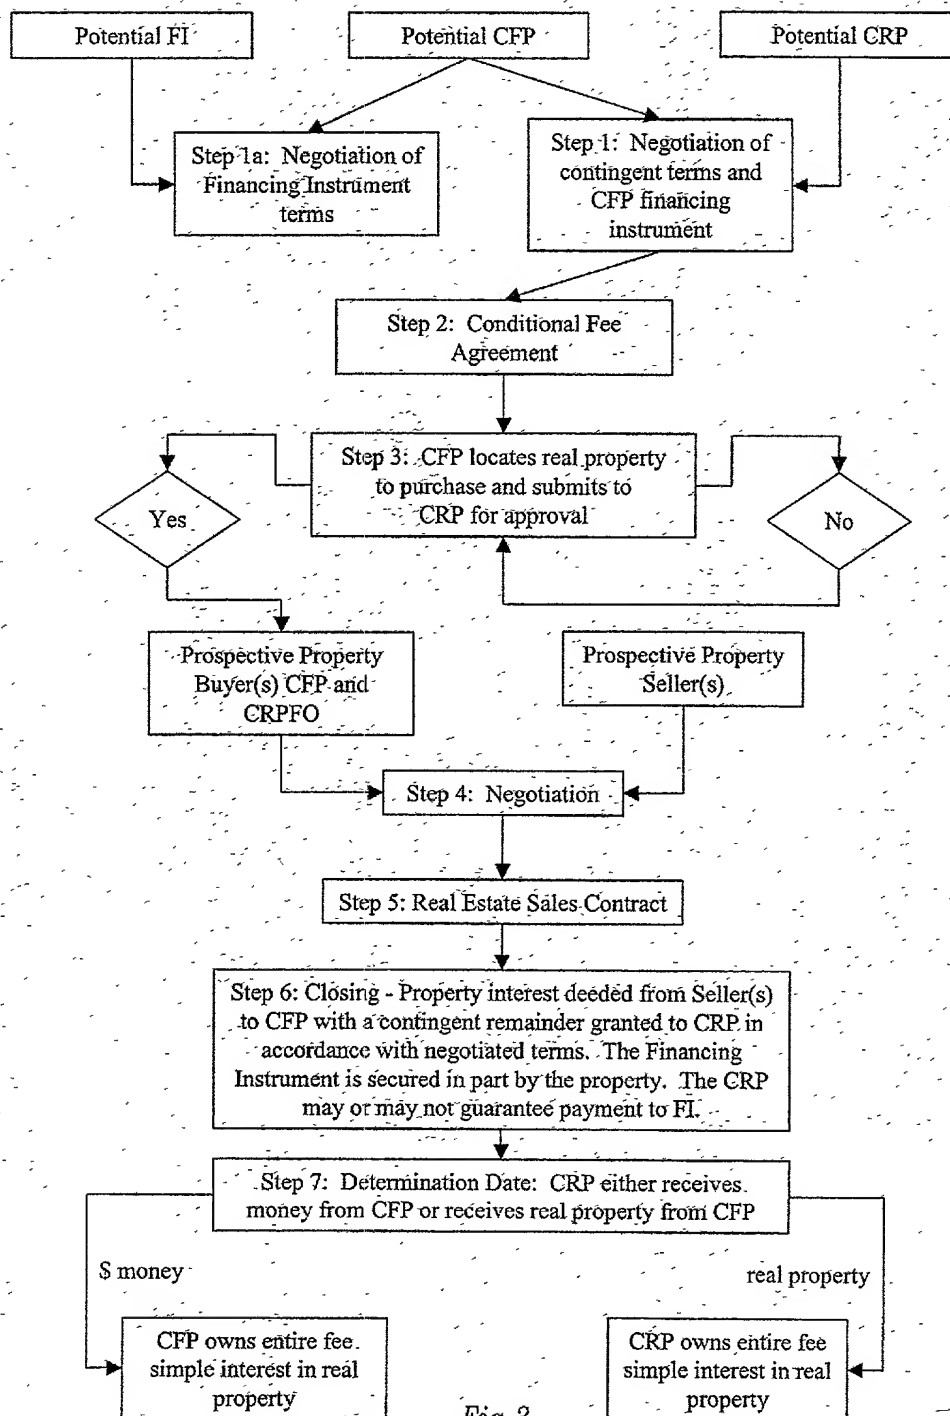 Potential FI
Potential CFP
Potential CRP
Step 1a: Negotiation of
Financing Instrument
terms
Step 1: Negotiation of
contingent terms and
CFP financing
instrument
Step 2: Conditional Fee
Agreement
Step 3: CFP locates real property
to purchase and submits to
CRP for approval
Yes
No
Prospective Property
Buyer(s) CFP and
CRPFO
Prospective Property
Seller(s)
Step 4: Negotiation
Step 5: Real Estate Sales Contract
Step 6: Closing - Property interest deeded from Seller(s)
to CFP with a contingent remainder granted to CRP in
accordance with negotiated terms. The Financing
Instrument is secured in part by the property. The CRP
may or may not guarantee payment to FI.
Step 7: Determination Date: CRP either receives
money from CFP or receives real property from CFP
$ money
real property
CFP owns entire fee
simple interest in real
property
CRP owns entire fee
simple interest in real
property